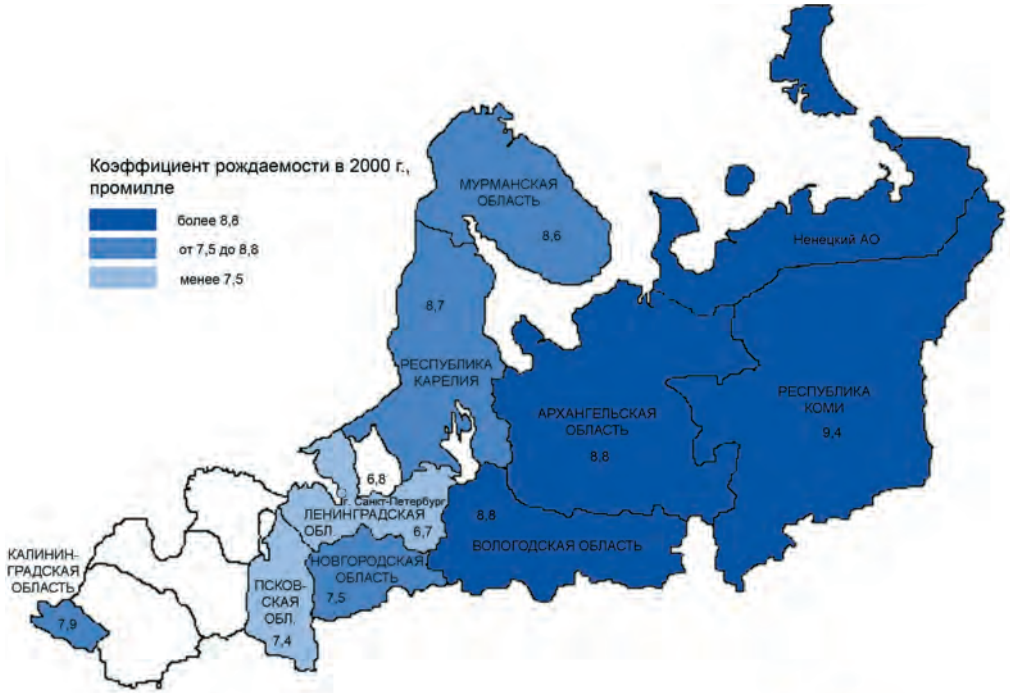 Коэффициент рождаемости в 2000 г.,
промилле
более 8,8
от 7,5 до 8,8
менее 7,5
МУРМАНСКАЯ
ОБЛАСТЬ
8,6
Ненецкий АО
8,7
РЕСПУБЛИКА
КАРЕЛИЯ
АРХАНГЕЛЬСКАЯ
ОБЛАСТЬ
8,8
РЕСПУБЛИКА
КОМИ
9,4
6,8
г. Санкт-Петербург
ЛЕНИНГРАДСКАЯ
ОБЛ.
6,7
8,8
ВОЛОГОДСКАЯ ОБЛАСТЬ
НОВГОРОДСКАЯ
ОБЛАСТЬ
7,5
ПСКОВ-
СКАЯ
ОБЛ.
7,4
КАЛИНИН-
ГРАДСКАЯ
ОБЛАСТЬ
7,9